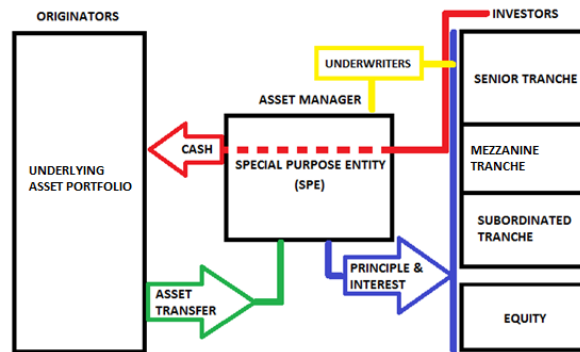 ORIGINATORS
INVESTORS
UNDERWRITERS
SENIOR TRANCHE
ASSET MANAGER
CASH
SPECIAL PURPOSE ENTITY
(SPE)
UNDERLYING
ASSET PORTFOLIO
MEZZANINE
TRANCHE
SUBORDINATED
TRANCHE
ASSET
TRANSFER
PRINCIPLE &
INTEREST
EQUITY